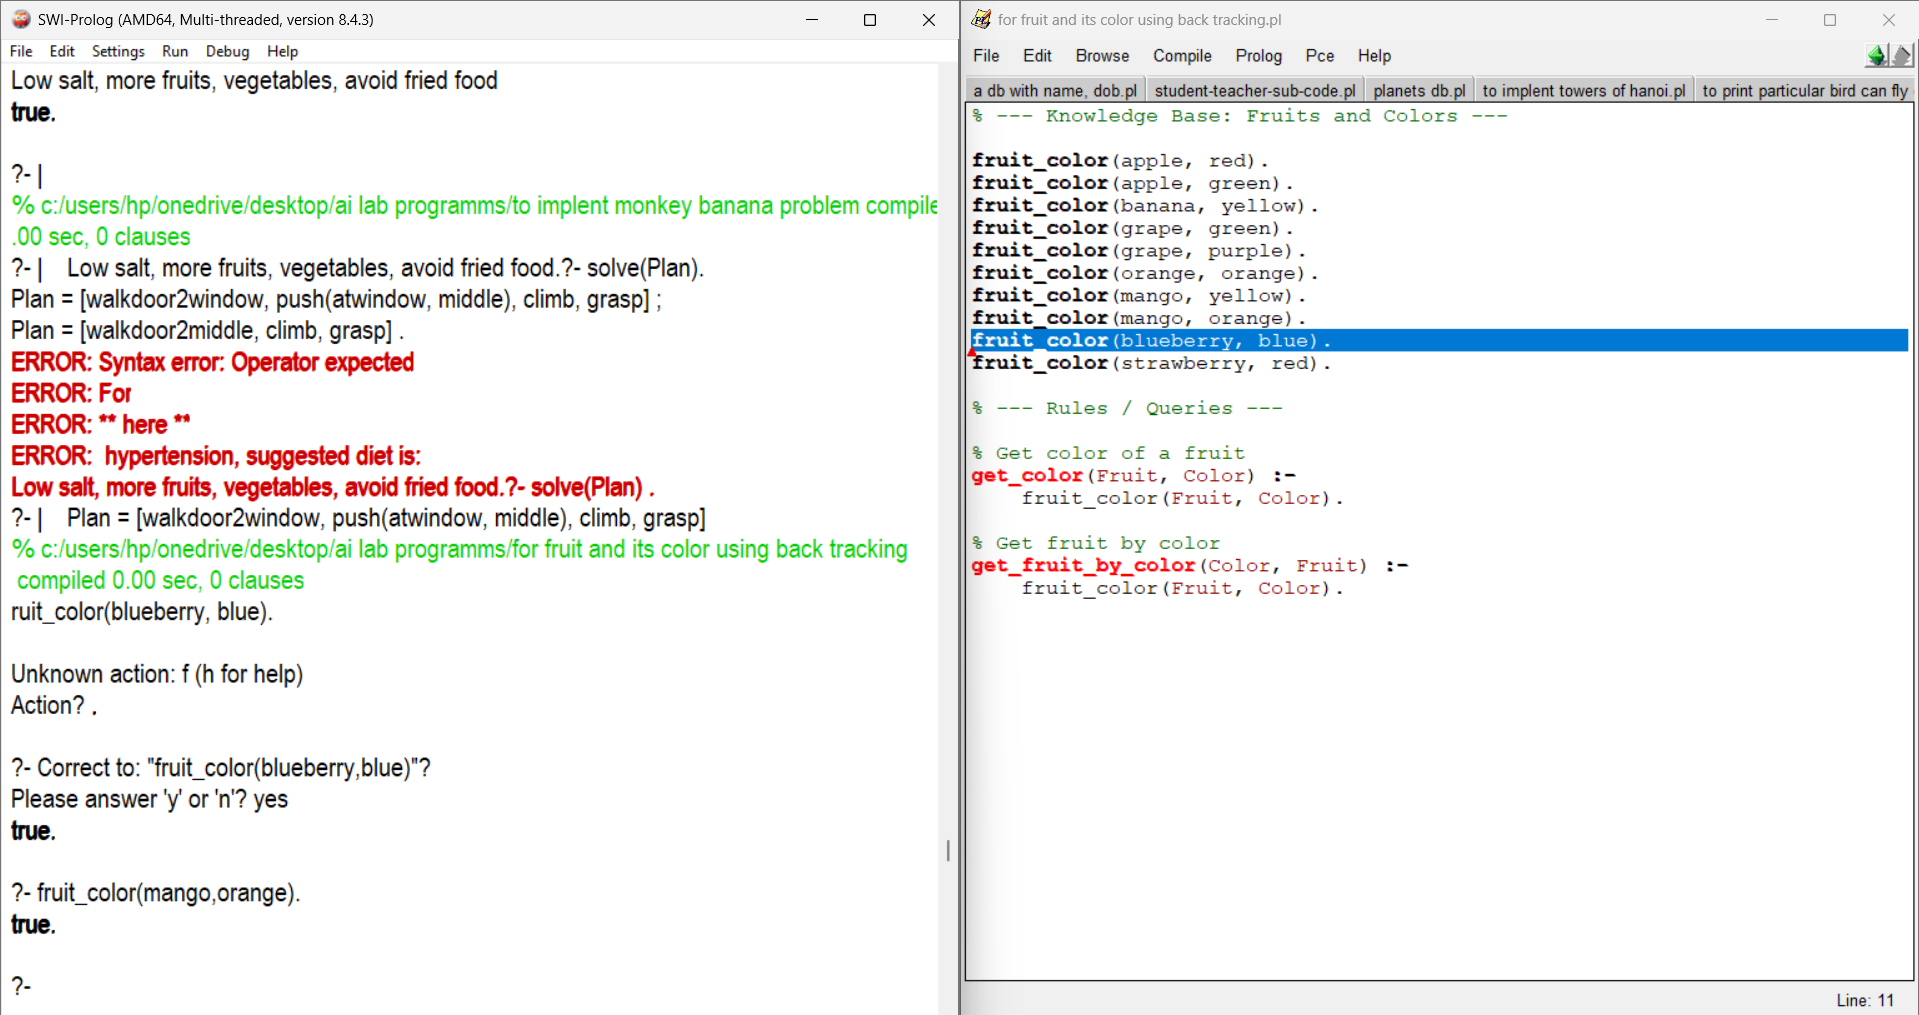 SWI-Prolog (AMD64, Multi-threaded, version 8.4.3)
File Edit Settings Run Debug Help
Low salt, more fruits, vegetables, avoid fried food
true.
?- |
% c:/users/hp/onedrive/desktop/ai lab programms/to implent monkey banana problem compile
.00 sec, 0 clauses
?- | Low salt, more fruits, vegetables, avoid fried food.?- solve(Plan).
Plan = [walkdoor2window, push(atwindow, middle), climb, grasp] ;
Plan = [walkdoor2middle, climb, grasp] .
ERROR: Syntax error: Operator expected
ERROR: For
ERROR: ** here **
ERROR:  hypertension, suggested diet is:
Low salt, more fruits, vegetables, avoid fried food.?- solve(Plan) .
?- | Plan = [walkdoor2window, push(atwindow, middle), climb, grasp]
% c:/users/hp/onedrive/desktop/ai lab programms/for fruit and its color using back tracking
compiled 0.00 sec, 0 clauses
ruit_color(blueberry, blue).
Unknown action: f (h for help)
Action? .
?- Correct to: "fruit_color(blueberry,blue)"?
Please answer 'y' or 'n'? yes
true.
?- fruit_color(mango,orange).
true.
?-
for fruit and its color using back tracking.pl
File Edit Browse Compile Prolog Pce Help
a db with name, dob.pl student-teacher-sub-code.pl planets db.pl to implent towers of hanoi.pl to print particular bird can fly
% --- Knowledge Base: Fruits and Colors ---
fruit_color(apple, red).
fruit_color(apple, green).
fruit_color(banana, yellow).
fruit_color(grape, green).
fruit_color(grape, purple).
fruit_color(orange, orange).
fruit_color(mango, yellow).
fruit_color(mango, orange).
fruit_color(blueberry, blue).
fruit_color(strawberry, red).
% --- Rules / Queries ---
% Get color of a fruit
get_color(Fruit, Color) :-
    fruit_color(Fruit, Color).
% Get fruit by color
get_fruit_by_color(Color, Fruit) :-
    fruit_color(Fruit, Color).
Line: 11